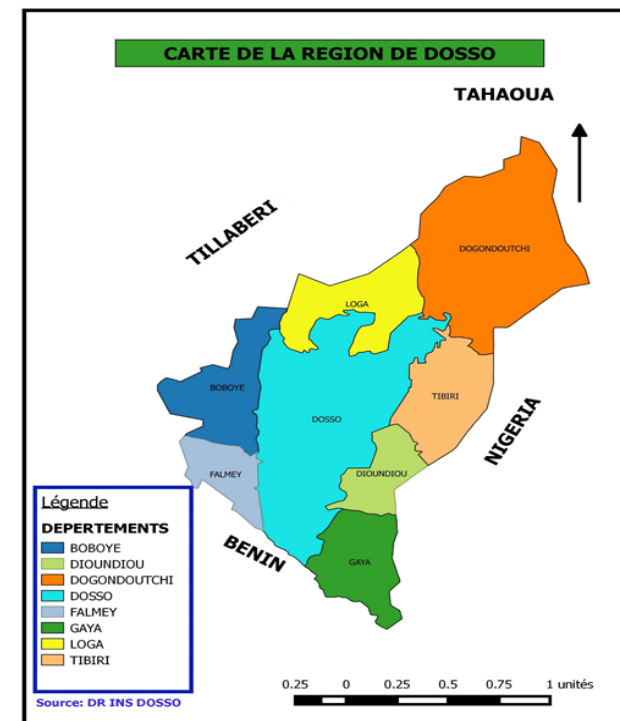 CARTE DE LA REGION DE DOSSO
TAHAOUA
TILLABERI
DOGONDOUTCHI
LOGA
BOBOYE
TIBIRI
DOSSO
NIGERIA
FALMEY
DIOUNDIOU
BENIN
GAYA
Légende
DEPERTEMENTS
BOBOYE
DIOUNDIOU
DOGONDOUTCHI
DOSSO
FALMEY
GAYA
LOGA
TIBIRI
Source: DR INS DOSSO
0.25 0 0.25 0.5 0.75 1 unités